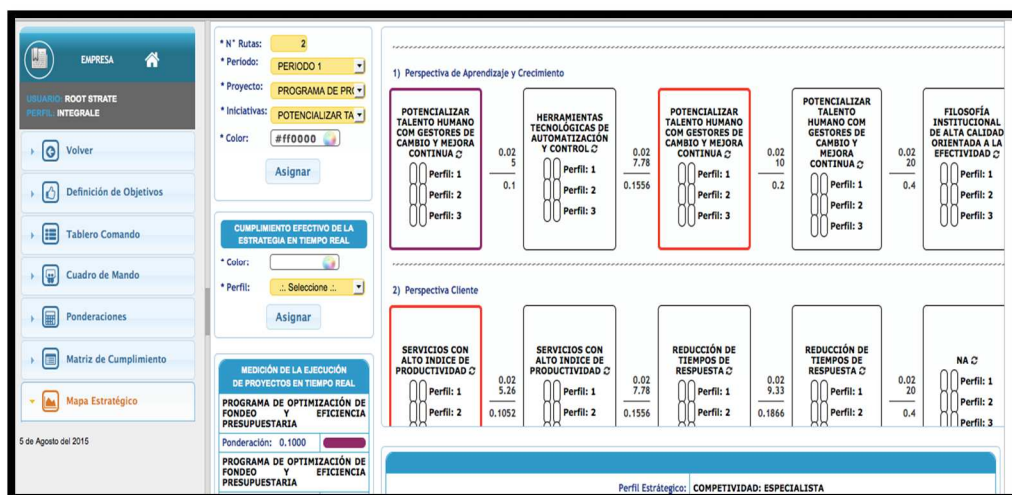 EMPRESA
USUARIO: ROOT STRATE
PERFIL: INTEGRALE
Volver
Definición de Objetivos
Tablero Comando
Cuadro de Mando
Ponderaciones
Matriz de Cumplimiento
Mapa Estratégico
5 de Agosto del 2015
* N° Rutas: 2
* Periodo: PERIODO 1
* Proyecto: PROGRAMA DE PR(
* Iniciativas: POTENCIALIZAR TA
* Color: #ff0000
Asignar
CUMPLIMIENTO EFECTIVO DE LA
ESTRATEGIA EN TIEMPO REAL
* Color:
* Perfil: .:. Seleccione .:.
Asignar
MEDICIÓN DE LA EJECUCIÓN
DE PROYECTOS EN TIEMPO REAL
PROGRAMA DE OPTIMIZACIÓN DE
FONDEO Y EFICIENCIA
PRESUPUESTARIA
Ponderación: 0.1000
PROGRAMA DE OPTIMIZACIÓN DE
FONDEO Y EFICIENCIA
PRESUPUESTARIA
1) Perspectiva de Aprendizaje y Crecimiento
POTENCIALIZAR
TALENTO HUMANO
COM GESTORES DE
CAMBIO Y MEJORA
CONTINUA
Perfil: 1
Perfil: 2
Perfil: 3
0.02
5
0.1
HERRAMIENTAS
TECNOLÓGICAS DE
AUTOMATIZACIÓN
Y CONTROL
Perfil: 1
Perfil: 2
Perfil: 3
0.02
7.78
0.1556
POTENCIALIZAR
TALENTO HUMANO
COM GESTORES DE
CAMBIO Y MEJORA
CONTINUA
Perfil: 1
Perfil: 2
Perfil: 3
0.02
10
0.2
POTENCIALIZAR
TALENTO
HUMANO COM
GESTORES DE
CAMBIO Y
MEJORA
CONTINUA
Perfil: 1
Perfil: 2
Perfil: 3
0.02
20
0.4
FILOSOFÍA
INSTITUCIONAL
DE ALTA CALIDAD
ORIENTADA A LA
EFECTIVIDAD
Perfil: 1
Perfil: 2
Perfil: 3
2) Perspectiva Cliente
SERVICIOS CON
ALTO INDICE DE
PRODUCTIVIDAD
Perfil: 1
Perfil: 2
0.02
5.26
0.1052
SERVICIOS CON
ALTO INDICE DE
PRODUCTIVIDAD
Perfil: 1
Perfil: 2
0.02
7.78
0.1556
REDUCCIÓN DE
TIEMPOS DE
RESPUESTA
Perfil: 1
Perfil: 2
0.02
9.33
0.1866
REDUCCIÓN DE
TIEMPOS DE
RESPUESTA
Perfil: 1
Perfil: 2
0.02
20
0.4
NA
Perfil: 1
Perfil: 2
Perfil: 3
Perfil Estrátegico: COMPETIVIDAD: ESPECIALISTA